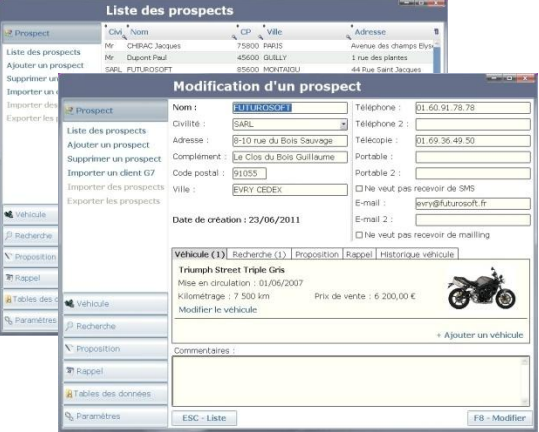 Liste des prospects
Prospect
Liste des prospects
Ajouter un prospect
Supprimer un
Importer un
Importer des
Exporter les
Véhicule
Recherche
Proposition
Rappel
Tables des
Paramètres
Civi Nom CP Ville Adresse
Mr CHIRAC Jacques 75800 PARIS Avenue des champs Elys
Mr Dupont Paul 45600 GUILLY 1 rue des plantes
SARL FUTUROSOFT 85600 MONTAIGU 44 Rue Saint Jacques
Modification d'un prospect
Prospect
Liste des prospects
Ajouter un prospect
Supprimer un prospect
Importer un client G7
Importer des prospects
Exporter les prospects
Véhicule
Recherche
Proposition
Rappel
Tables des données
Paramètres
Nom : FUTUROSOFT
Civilité : SARL
Adresse : 8-10 rue du Bois Sauvage
Complément : Le Clos du Bois Guillaume
Code postal : 91055
Ville : EVRY CEDEX
Date de création : 23/06/2011
Téléphone : 01.60.91.78.78
Téléphone 2 :
Télécopie : 01.69.36.49.50
Portable :
Portable 2 :
Ne veut pas recevoir de SMS
E-mail : evry@futurosoft.fr
E-mail 2 :
Ne veut pas recevoir de mailling
Véhicule (1) Recherche (1) Proposition Rappel Historique véhicule
Triumph Street Triple Gris
Mise en circulation : 01/06/2007
Kilométrage : 7 500 km Prix de vente : 6 200,00 €
Modifier le véhicule
+ Ajouter un véhicule
Commentaires :
ESC - Liste
F8 - Modifier